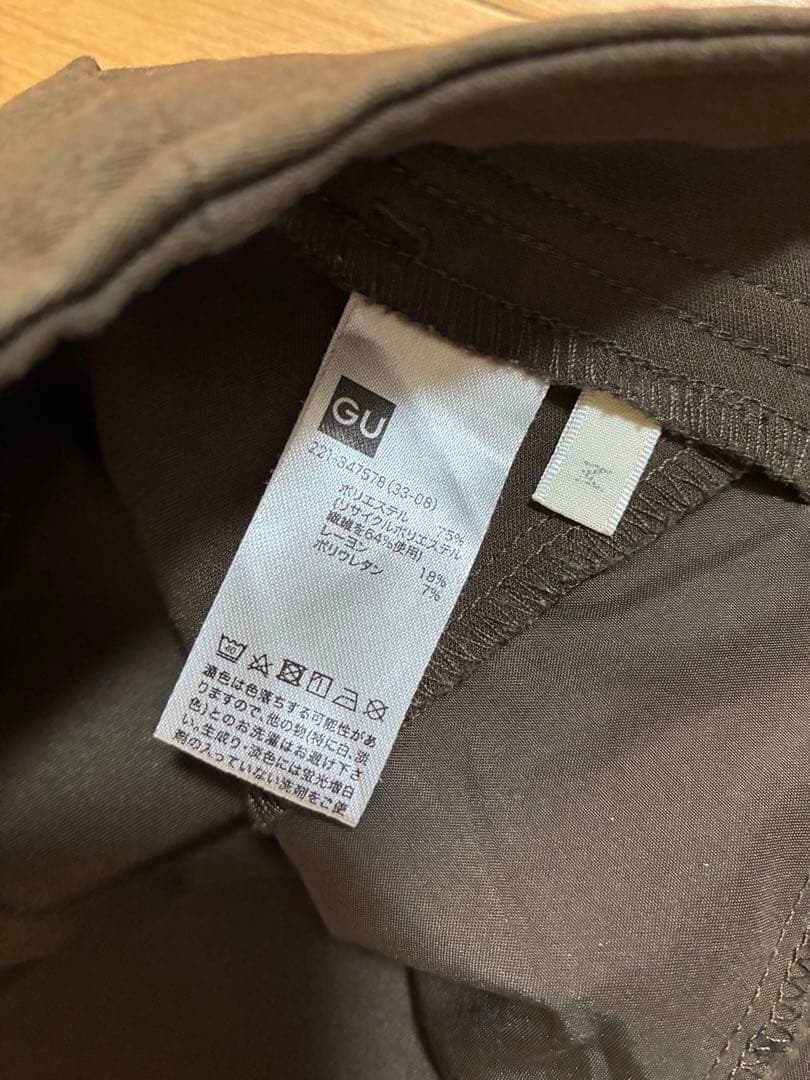 GU
221-347578(33-08)
ポリエステル 75%
(リサイクルポリエステル
繊維を64%使用)
レーヨン 18%
ポリウレタン 7%
40
濃色は色落ちする可能性があ
りますので、他の物(特に白、淡
色)とのお洗濯はお避け下さ
い。生成り・淡色には蛍光増白
剤の入っていない洗剤をご使